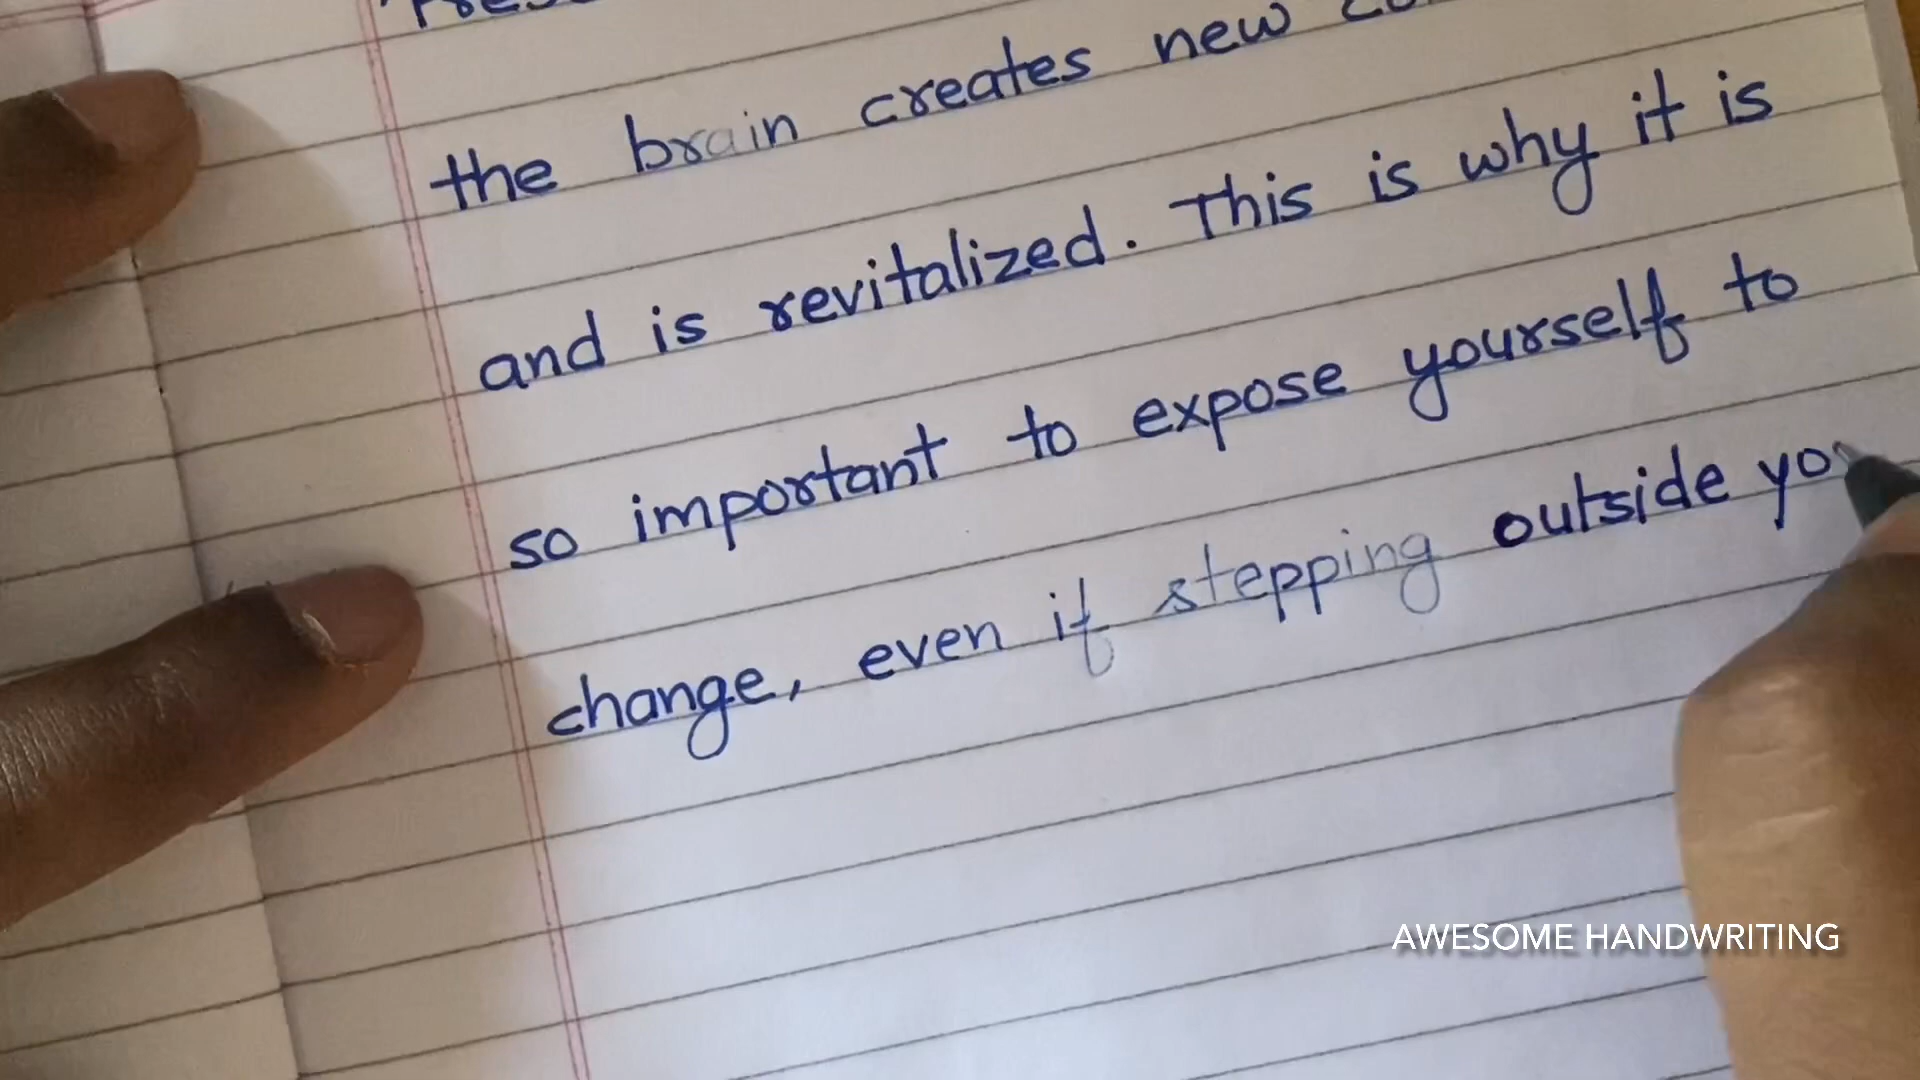 the brain creates new
and is revitalized. This is why it is
so important to expose yourself to
change, even if stepping outside yo
AWESOME HANDWRITING